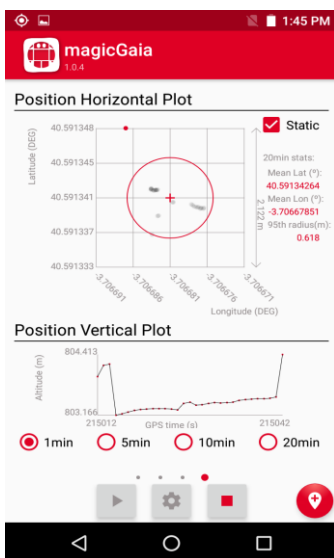 1:45 PM
magicGaia
1.0.4
Position Horizontal Plot
Static
Latitude (DEG)
40.591348
40.591345
40.591341
40.591337
40.591333
2.122 m
-3.706691
-3.706686
-3.706681
-3.706676
-3.706671
Longitude (DEG)
20min stats:
Mean Lat (º):
40.59134264
Mean Lon (º):
-3.70667851
95th radius(m):
0.618
Position Vertical Plot
Altitude (m)
804.413
803.166
215012
GPS time (s)
215042
1min
5min
10min
20min